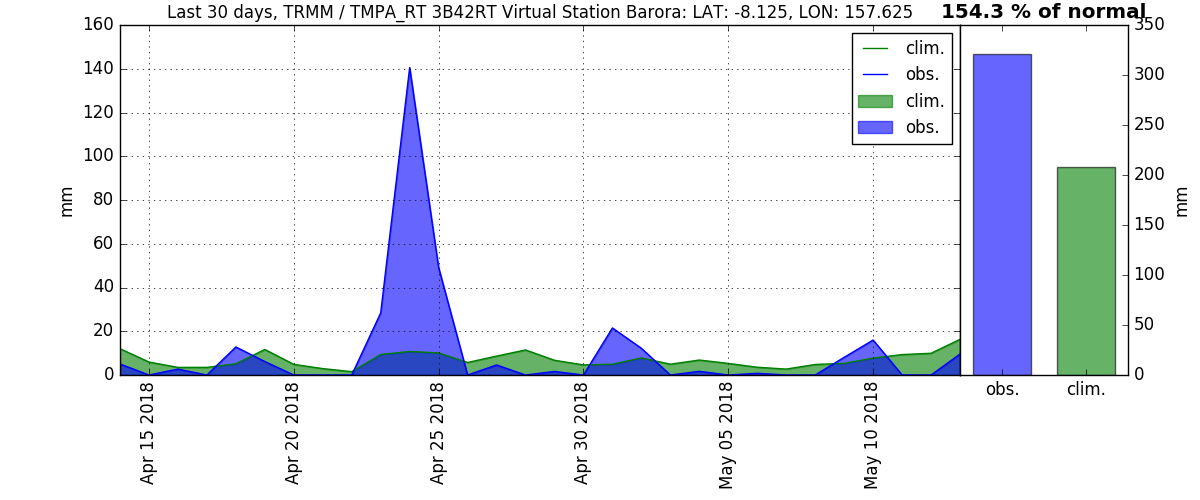 Last 30 days, TRMM / TMPA_RT 3B42RT Virtual Station Barora: LAT: -8.125, LON: 157.625
154.3 % of normal
mm
160
140
120
100
80
60
40
20
0
clim.
obs.
clim.
obs.
Apr 15 2018
Apr 20 2018
Apr 25 2018
Apr 30 2018
May 05 2018
May 10 2018
350
300
250
200
150
100
50
0
mm
obs.
clim.